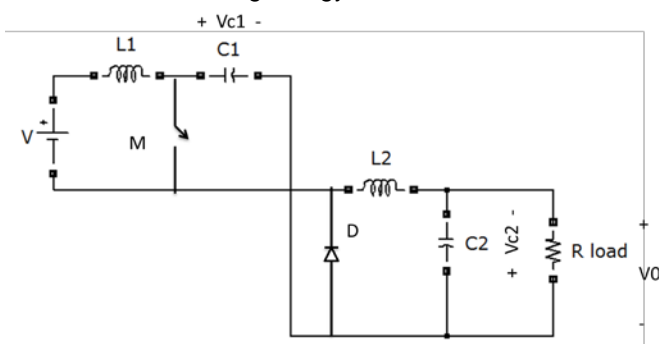 + Vc1 -
L1 C1
V + M
L2
D C2 + Vc2 - R load + V0 -